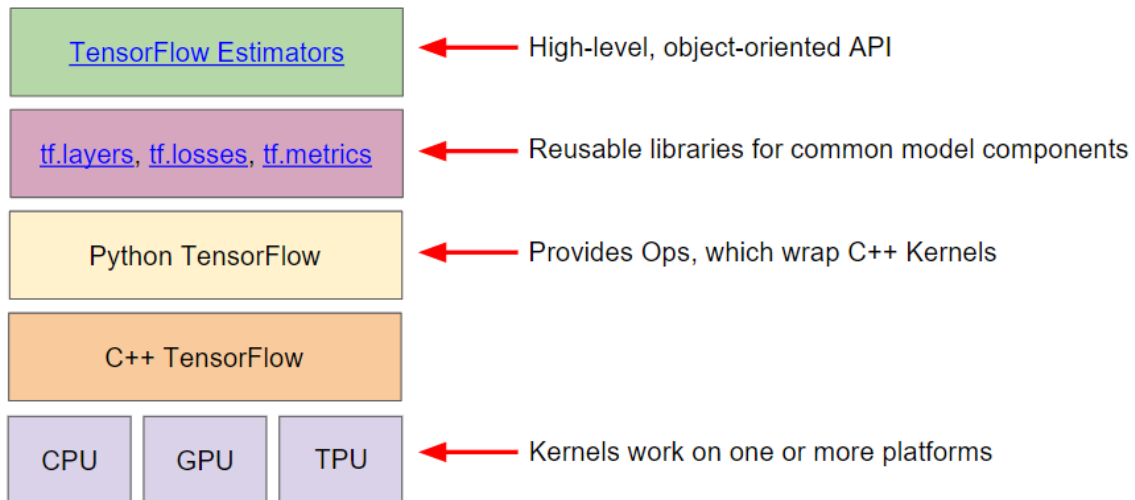 TensorFlow Estimators
High-level, object-oriented API
tf.layers, tf.losses, tf.metrics
Reusable libraries for common model components
Python TensorFlow
Provides Ops, which wrap C++ Kernels
C++ TensorFlow
CPU
GPU
TPU
Kernels work on one or more platforms